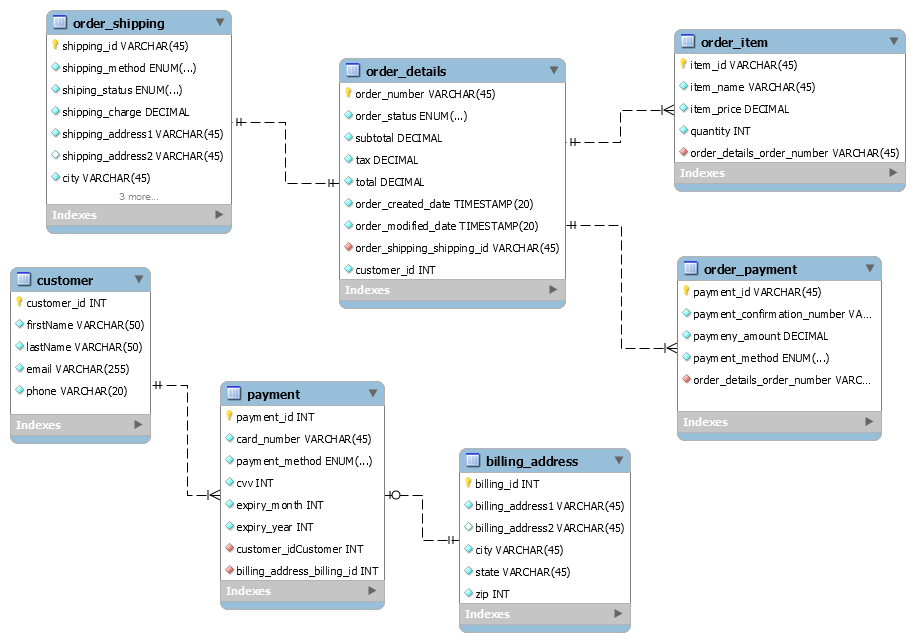 order_shipping
shipping_id VARCHAR(45)
shipping_method ENUM(...)
shiping_status ENUM(...)
shipping_charge DECIMAL
shipping_address1 VARCHAR(45)
shipping_address2 VARCHAR(45)
city VARCHAR(45)
3 more...
Indexes
order_details
order_number VARCHAR(45)
order_status ENUM(...)
subtotal DECIMAL
tax DECIMAL
total DECIMAL
order_created_date TIMESTAMP(20)
order_modified_date TIMESTAMP(20)
order_shipping_shipping_id VARCHAR(45)
customer_id INT
Indexes
order_item
item_id VARCHAR(45)
item_name VARCHAR(45)
item_price DECIMAL
quantity INT
order_details_order_number VARCHAR(45)
Indexes
customer
customer_id INT
firstName VARCHAR(50)
lastName VARCHAR(50)
email VARCHAR(255)
phone VARCHAR(20)
Indexes
order_payment
payment_id VARCHAR(45)
payment_confirmation_number VA...
paymeny_amount DECIMAL
payment_method ENUM(...)
order_details_order_number VARC...
Indexes
payment
payment_id INT
card_number VARCHAR(45)
payment_method ENUM(...)
cvv INT
expiry_month INT
expiry_year INT
customer_idCustomer INT
billing_address_billing_id INT
Indexes
billing_address
billing_id INT
billing_address1 VARCHAR(45)
billing_address2 VARCHAR(45)
city VARCHAR(45)
state VARCHAR(45)
zip INT
Indexes